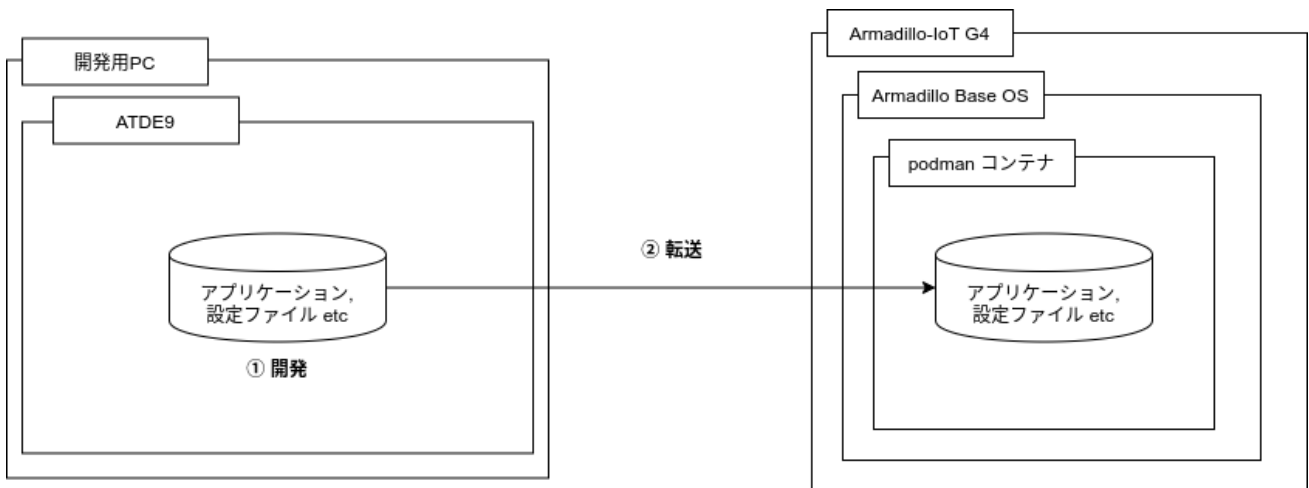 開発用PC
ATDE9
アプリケーション,
設定ファイル etc
① 開発
② 転送
Armadillo-IoT G4
Armadillo Base OS
podman コンテナ
アプリケーション,
設定ファイル etc